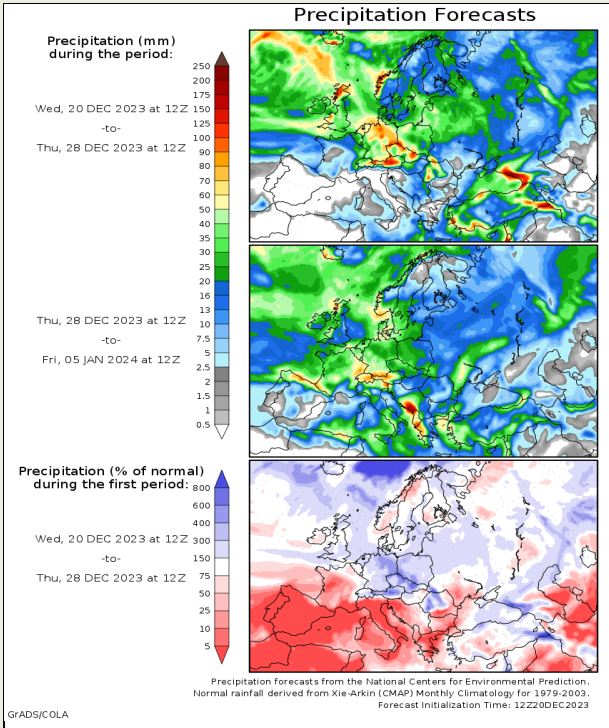 Precipitation Forecasts
Precipitation (mm)
during the period:
Wed, 20 DEC 2023 at 12Z
-to-
Thu, 28 DEC 2023 at 12Z
250
200
175
150
125
100
90
80
70
60
50
40
35
30
25
20
16
13
10
7.5
5
2.5
2
1.5
1
0.5
Thu, 28 DEC 2023 at 12Z
-to-
Fri, 05 JAN 2024 at 12Z
Precipitation (% of normal)
during the first period:
Wed, 20 DEC 2023 at 12Z
-to-
Thu, 28 DEC 2023 at 12Z
800
600
400
300
150
75
50
25
10
5
Precipitation forecasts from the National Centers for Environmental Prediction.
Normal rainfall derived from Xie-Arkin (CMAP) Monthly Climatology for 1979-2003.
Forecast Initialization Time: 12Z20DEC2023
GrADS/COLA